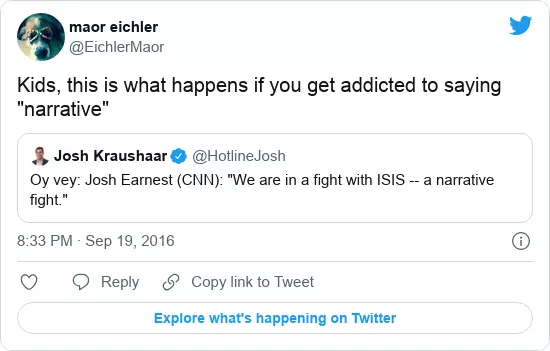 maor eichler
@EichlerMaor
Kids, this is what happens if you get addicted to saying
"narrative"
Josh Kraushaar @HotlineJosh
Oy vey: Josh Earnest (CNN): "We are in a fight with ISIS -- a narrative
fight."
8:33 PM · Sep 19, 2016
Reply Copy link to Tweet
Explore what's happening on Twitter